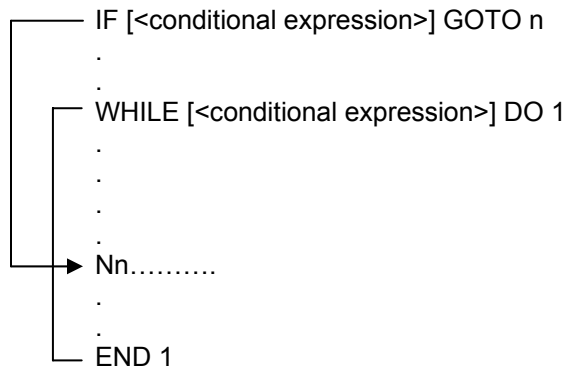 IF [<conditional expression>] GOTO n
.
.
WHILE [<conditional expression>] DO 1
.
.
.
.
Nn……….
.
.
END 1